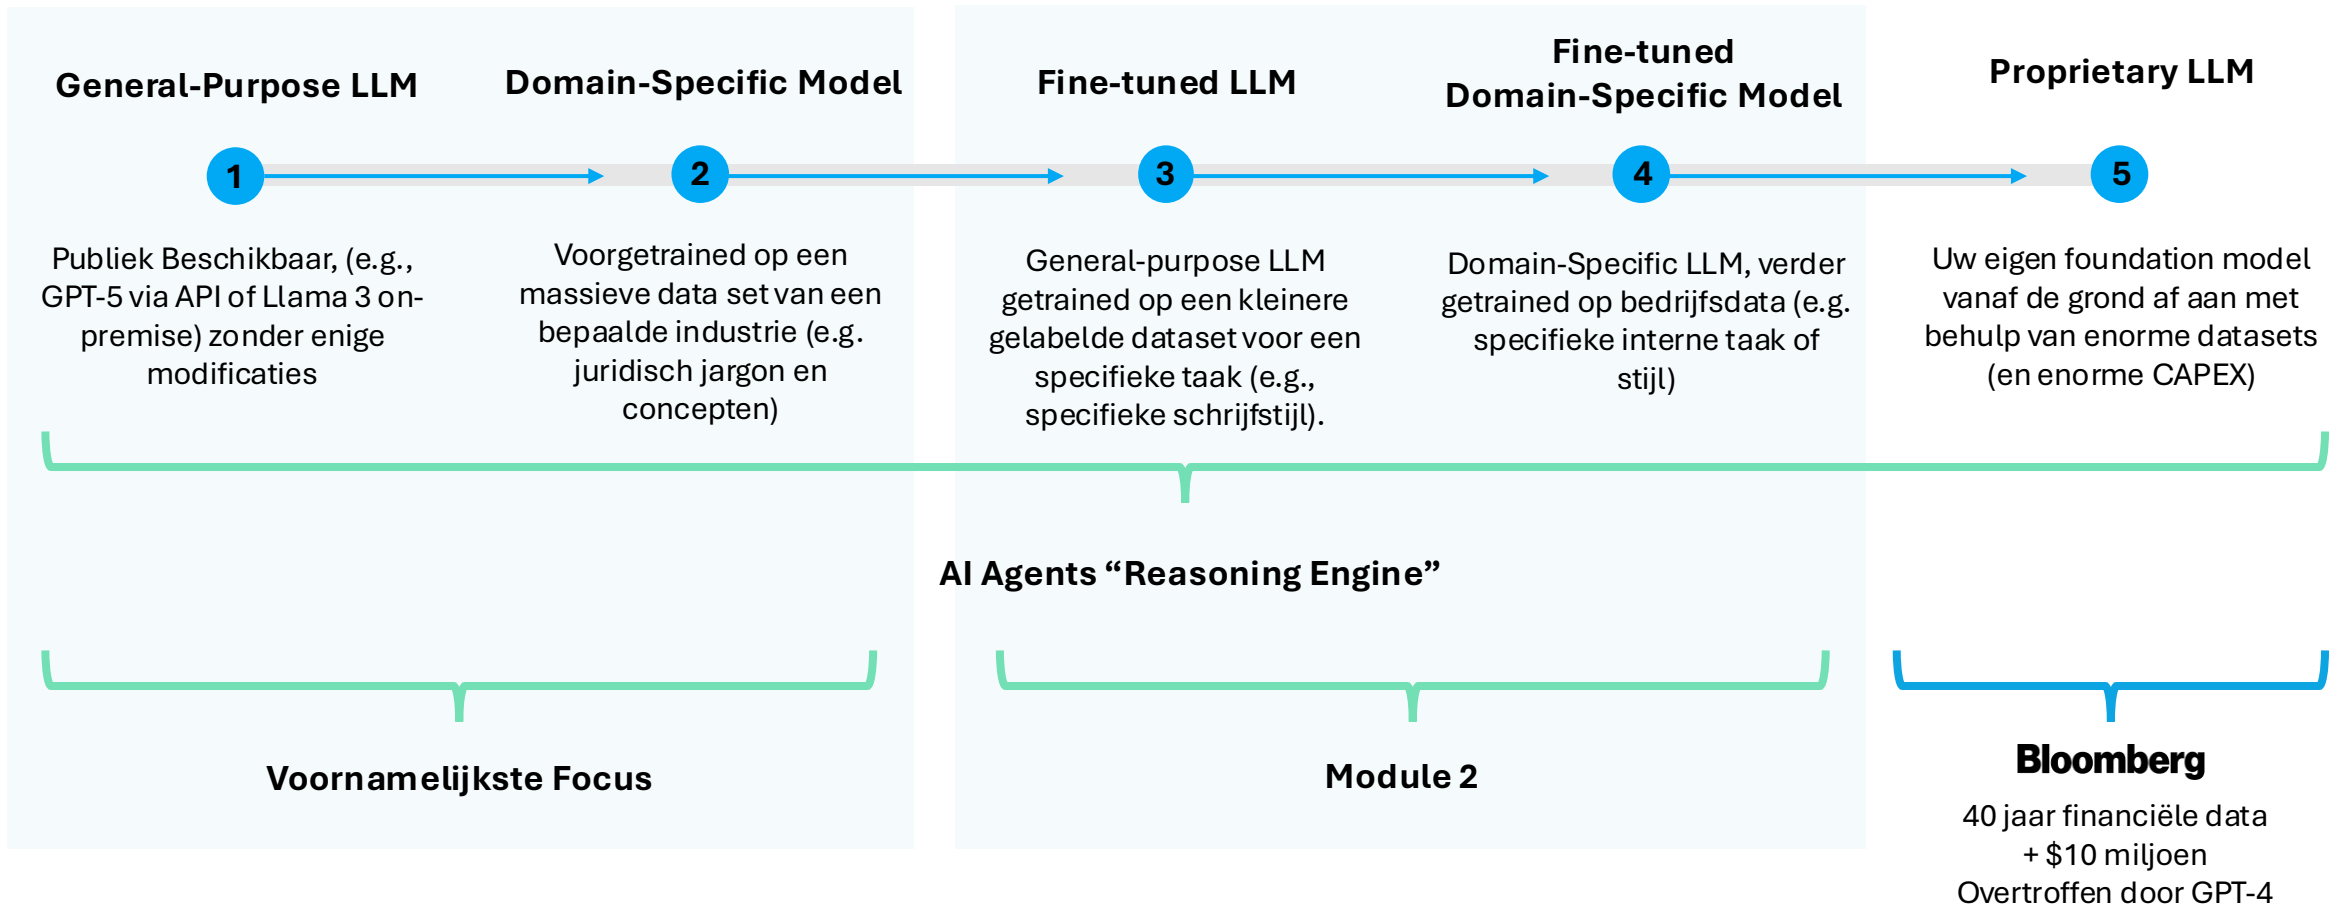 General-Purpose LLM
Domain-Specific Model
Fine-tuned LLM
Fine-tuned
Domain-Specific Model
Proprietary LLM
1
2
3
4
5
Publiek Beschikbaar, (e.g.,
GPT-5 via API of Llama 3 on-
premise) zonder enige
modificaties
Voorgetrained op een
massieve data set van een
bepaalde industrie (e.g.
juridisch jargon en
concepten)
General-purpose LLM
getrained op een kleinere
gelabelde dataset voor een
specifieke taak (e.g.,
specifieke schrijfstijl).
Domain-Specific LLM, verder
getrained op bedrijfsdata (e.g.
specifieke interne taak of
stijl)
Uw eigen foundation model
vanaf de grond af aan met
behulp van enorme datasets
(en enorme CAPEX)
AI Agents “Reasoning Engine”
Voornamelijkste Focus
Module 2
Bloomberg
40 jaar financiële data
+ $10 miljoen
Overtroffen door GPT-4